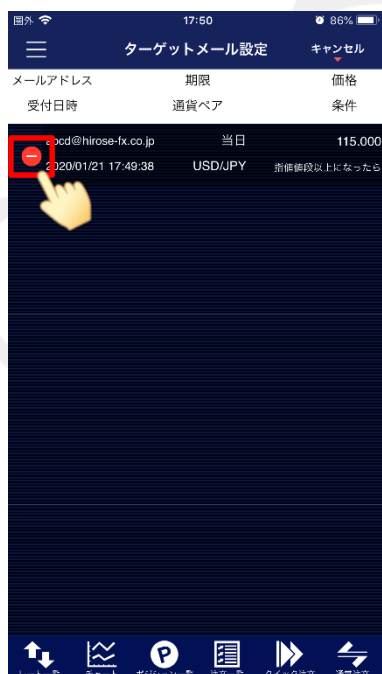 圏外 17:50 86%
ターゲットメール設定 キャンセル
メールアドレス 期限 価格
受付日時 通貨ペア 条件
abcd@hirose-fx.co.jp 当日 115.000
2020/01/21 17:49:38 USD/JPY 指値値段以上になったら
P